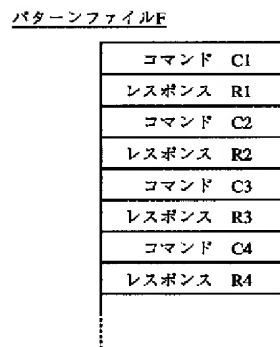 パターンファイルF
コマンド C1
レスポンス R1
コマンド C2
レスポンス R2
コマンド C3
レスポンス R3
コマンド C4
レスポンス R4